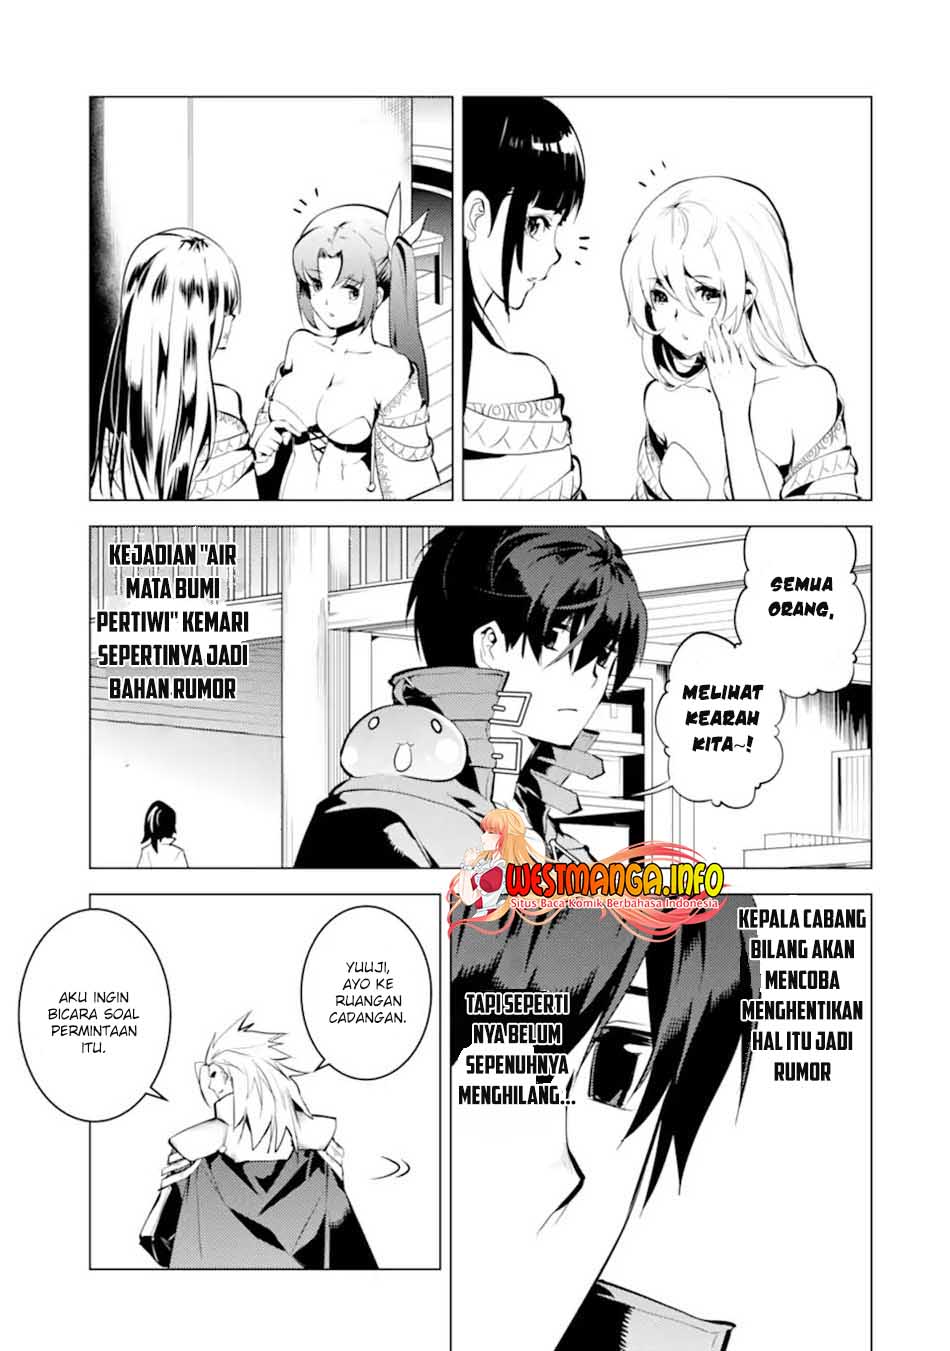 SEMUA
ORANG,
MELIHAT
KEARAH
KITA~!
KEJADIAN "AIR
MATA BUMI
PERTIWI" KEMARI
SEPERTINYA JADI
BAHAN RUMOR
WESTMANGA.INFO
Situs Baca Komik Berbahasa Indonesia
KEPALA CABANG
BILANG AKAN
MENCOBA
MENGHENTIKAN
HAL ITU JADI
RUMOR
TAPI SEPERTI
NYA BELUM
SEPENUHNYA
MENGHILANG...
YUUJI,
AYO KE
RUANGAN
CADANGAN.
AKU INGIN
BICARA SOAL
PERMINTAAN
ITU.